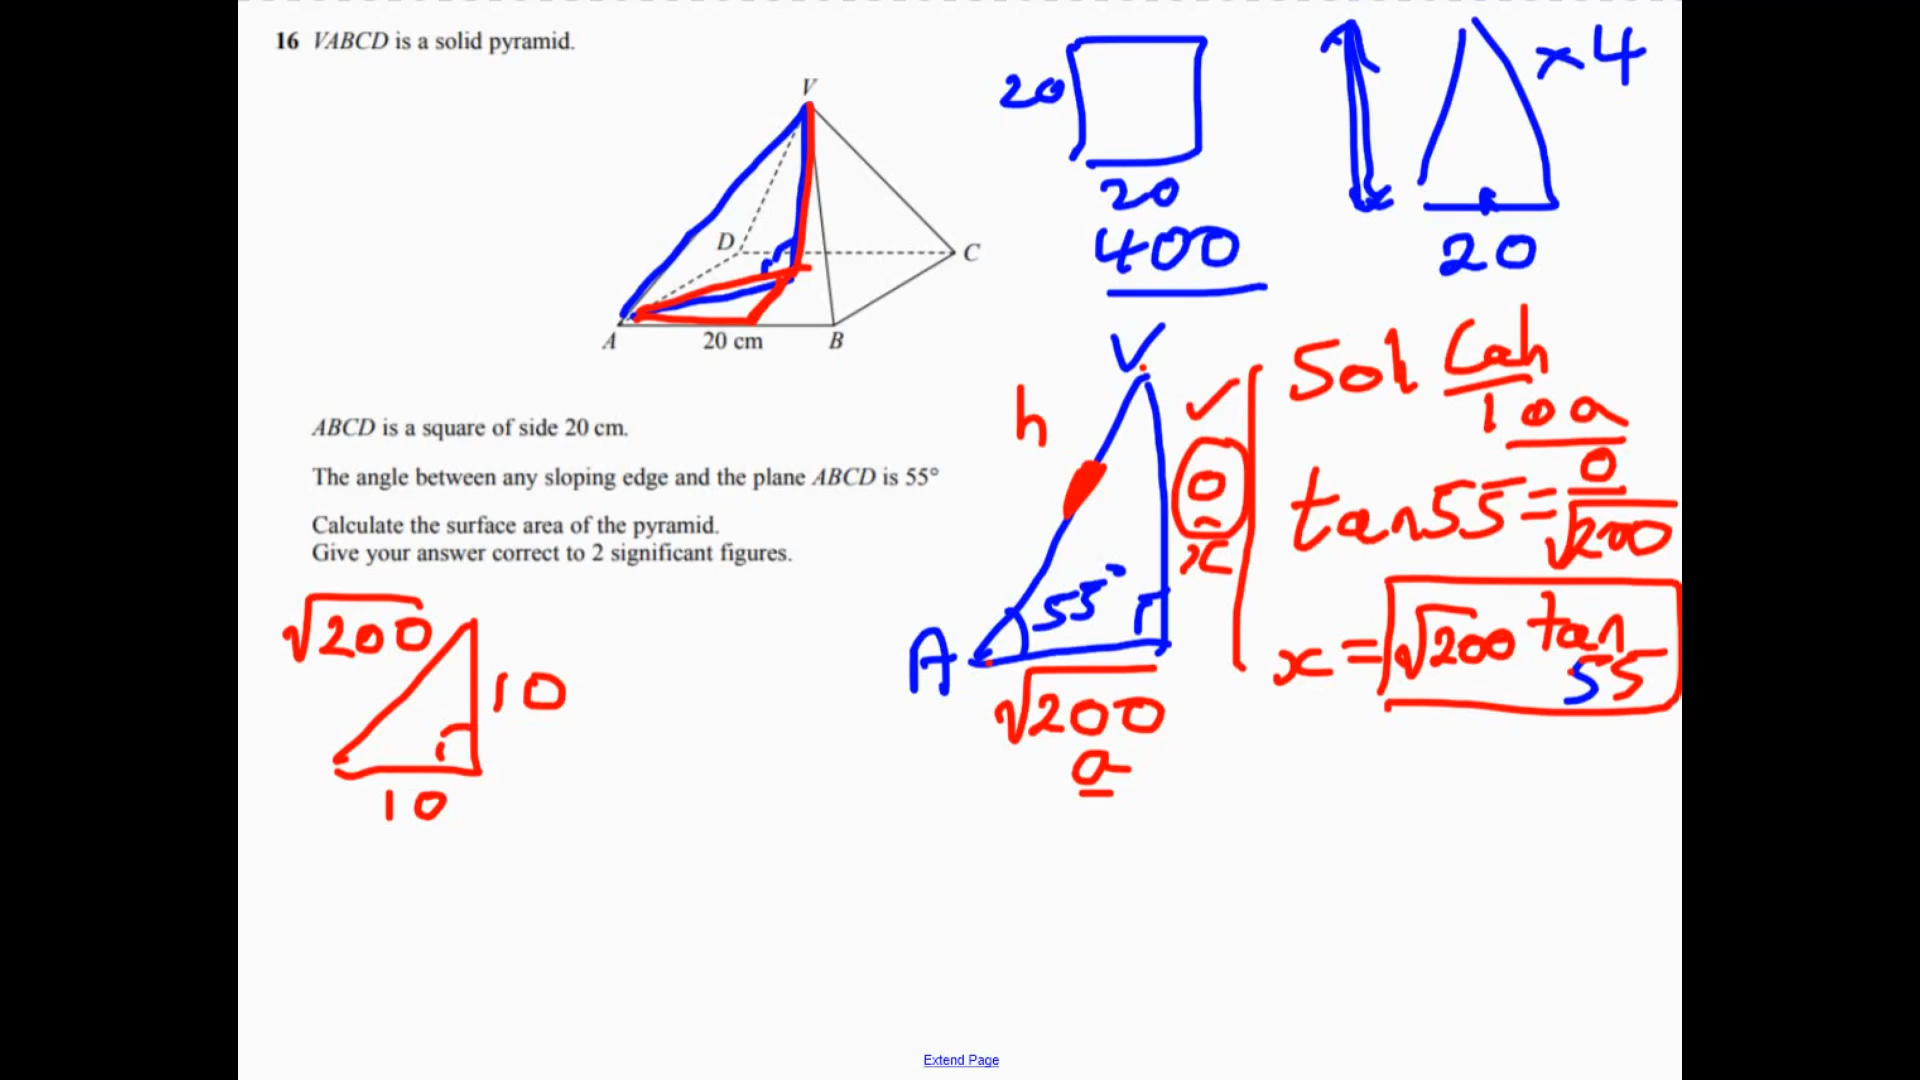 16 VABCD is a solid pyramid.
V
D
C
A
20 cm
B
ABCD is a square of side 20 cm.
The angle between any sloping edge and the plane ABCD is 55°
Calculate the surface area of the pyramid.
Give your answer correct to 2 significant figures.
20
20
400
×4
20
V
h
o
x
55°
A
√200
a
Soh Cah
Toa
tan55=o/√200
x=√200 tan
55
√200
10
10
Extend Page